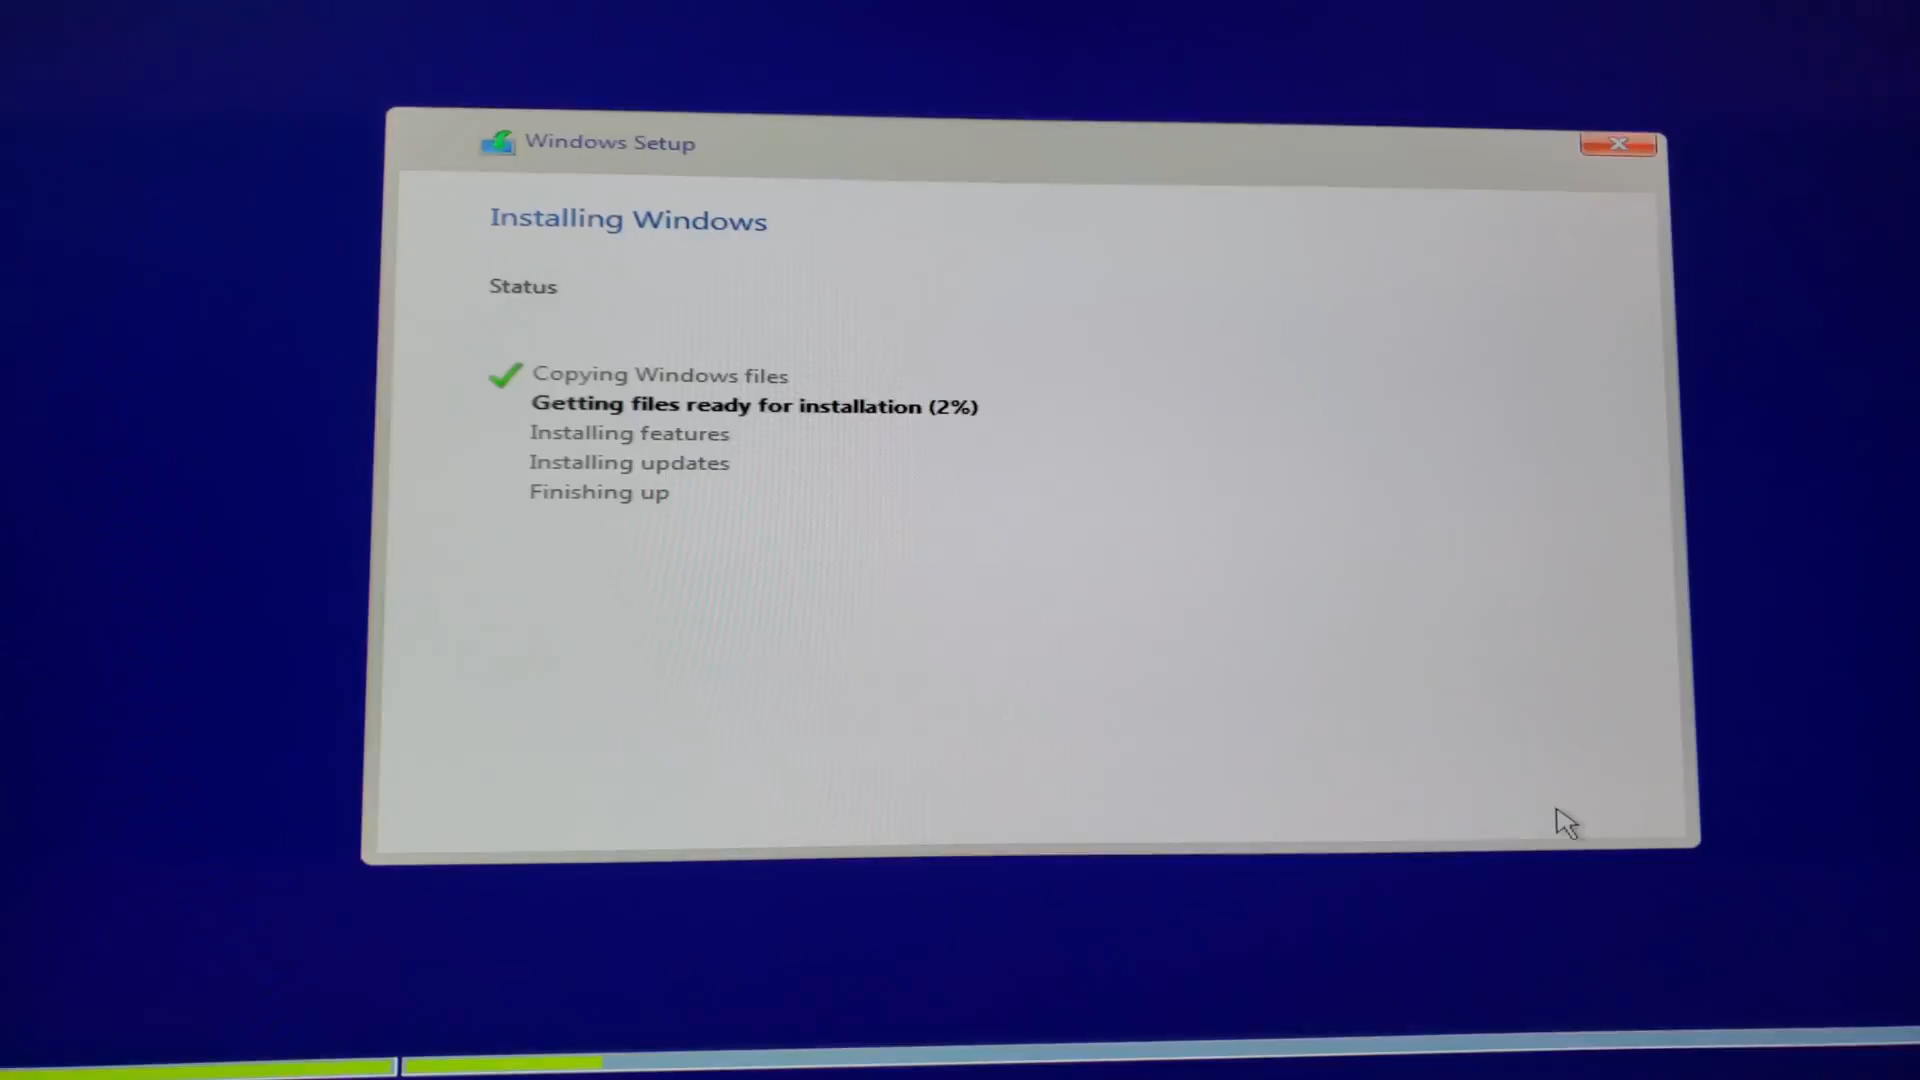 Windows Setup
Installing Windows
Status
Copying Windows files
Getting files ready for installation (2%)
Installing features
Installing updates
Finishing up